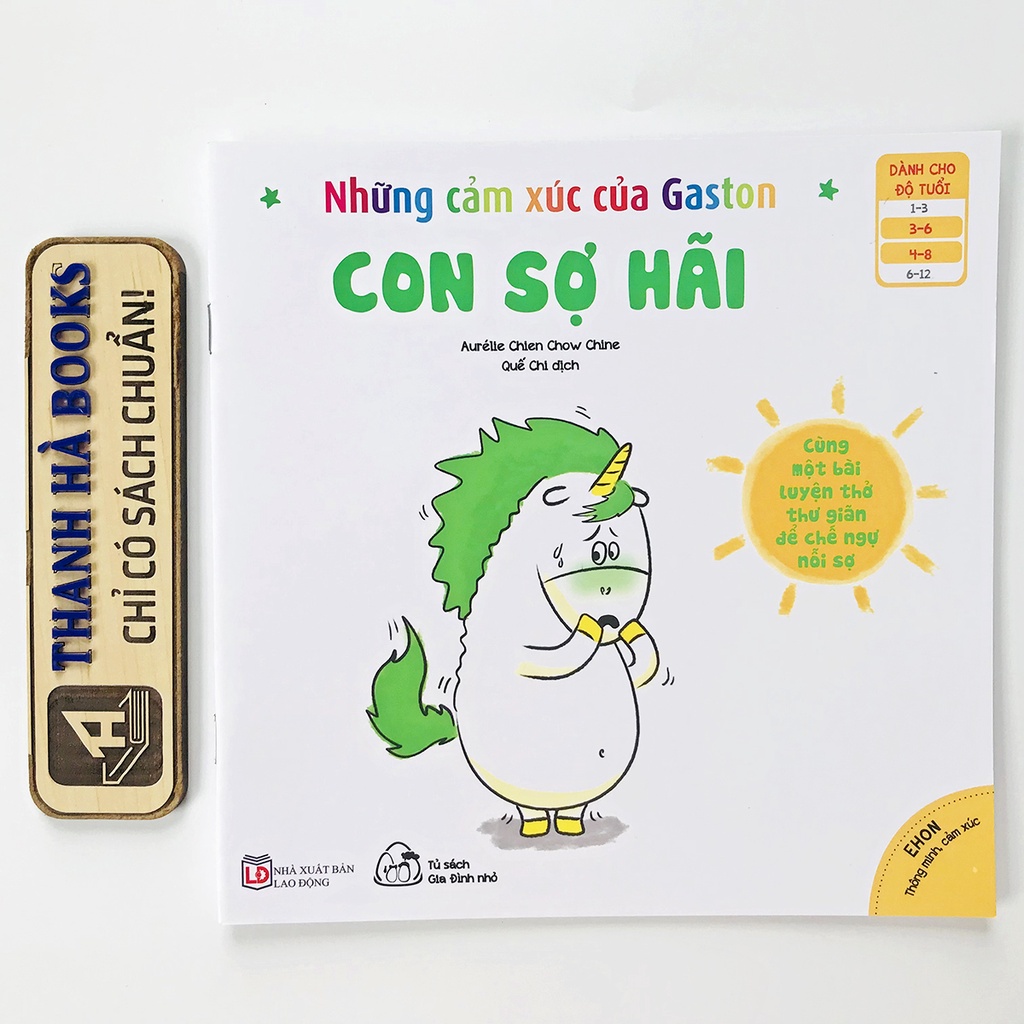 THANH HÀ BOOKS
CHỈ CÓ SÁCH CHUẨN!
Những cảm xúc của Gaston
CON SỢ HÃI
Aurélie Chien Chow Chine
Quế Chi dịch
DÀNH CHO
ĐỘ TUỔI
1-3
3-6
4-8
6-12
Cùng
một bài
luyện thở
thư giãn
để chế ngự
nỗi sợ
LĐ
NHÀ XUẤT BẢN
LAO ĐỘNG
Tủ sách
Gia Đình nhỏ
EHON
Thông minh, cảm xúc